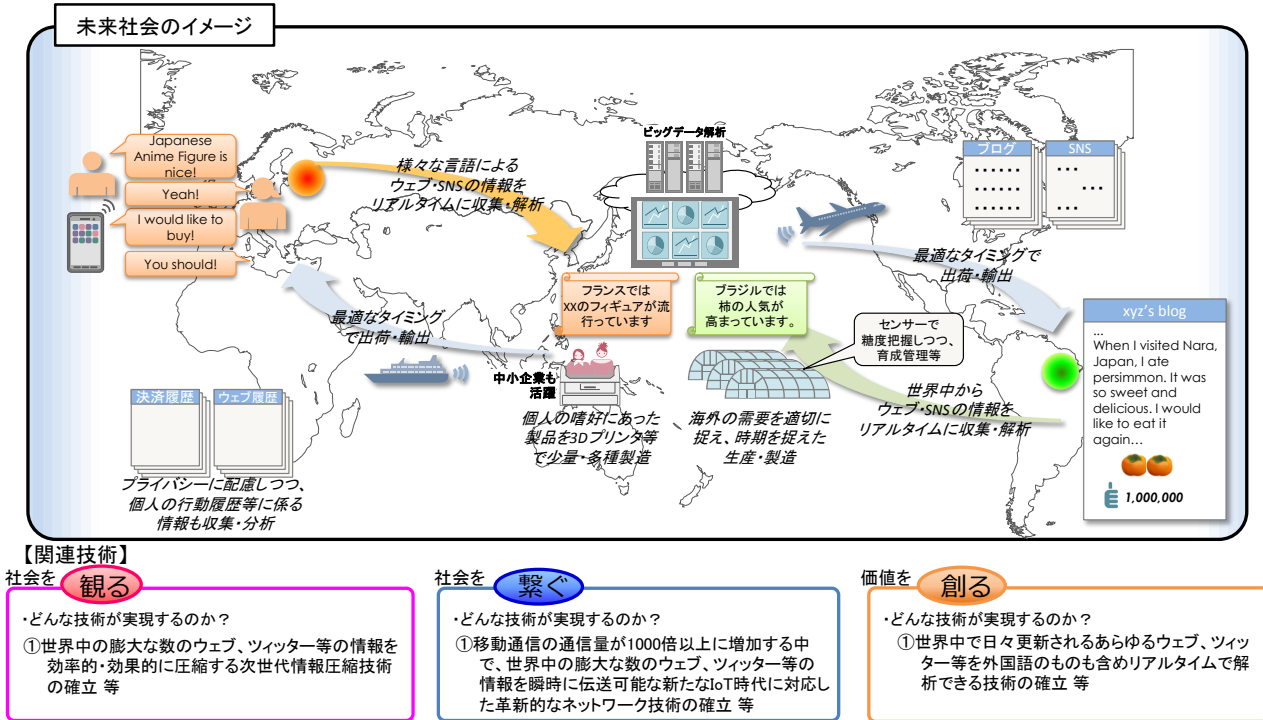 未来社会のイメージ
Japanese
Anime Figure is
nice!
Yeah!
I would like to
buy!
You should!
様々な言語による
ウェブ・SNSの情報を
リアルタイムに収集・解析
ビッグデータ解析
ブログ
SNS
最適なタイミングで
出荷・輸出
フランスでは
XXのフィギュアが流
行っています
ブラジルでは
柿の人気が
高まっています。
センサーで
糖度把握しつつ、
育成管理等
最適なタイミング
で出荷・輸出
中小企業も
活躍
個人の嗜好にあった
製品を3Dプリンタ等
で少量・多種製造
海外の需要を適切に
捉え、時期を捉えた
生産・製造
世界中から
ウェブ・SNSの情報を
リアルタイムに収集・解析
xyz's blog
...
When I visited Nara,
Japan, I ate
persimmon. It was
so sweet and
delicious. I would
like to eat it
again…
1,000,000
決済履歴
ウェブ履歴
プライバシーに配慮しつつ、
個人の行動履歴等に係る
情報も収集・分析
【関連技術】
社会を 観る
・どんな技術が実現するのか？
①世界中の膨大な数のウェブ、ツィッター等の情報を
効率的・効果的に圧縮する次世代情報圧縮技術
の確立 等
社会を 繋ぐ
・どんな技術が実現するのか？
①移動通信の通信量が1000倍以上に増加する中
で、世界中の膨大な数のウェブ、ツィッター等の
情報を瞬時に伝送可能な新たなIoT時代に対応し
た革新的なネットワーク技術の確立 等
価値を 創る
・どんな技術が実現するのか？
①世界中で日々更新されるあらゆるウェブ、ツィッ
ター等を外国語のものも含めリアルタイムで解
析できる技術の確立 等